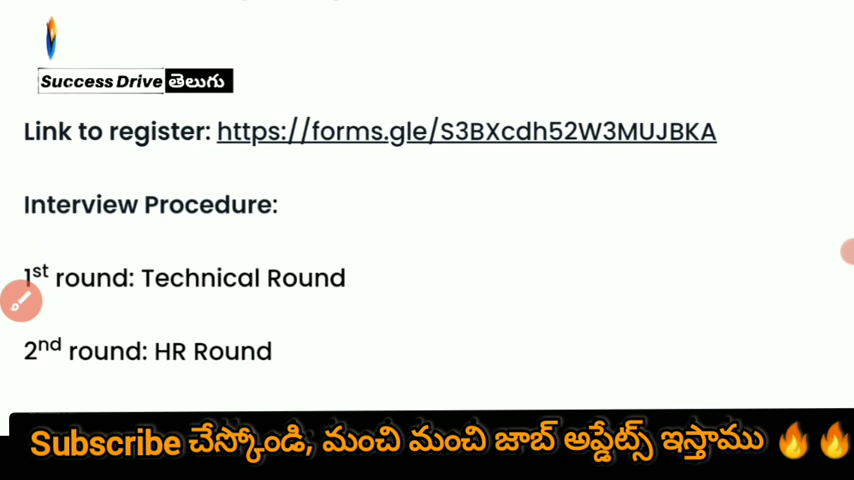 Success Drive తెలుగు
Link to register: https://forms.gle/S3BXcdh52W3MUJBKA
Interview Procedure:
1st round: Technical Round
2nd round: HR Round
Subscribe చేస్కోండి, మంచి మంచి జాబ్ అప్డేట్స్ ఇస్తాము 🔥🔥